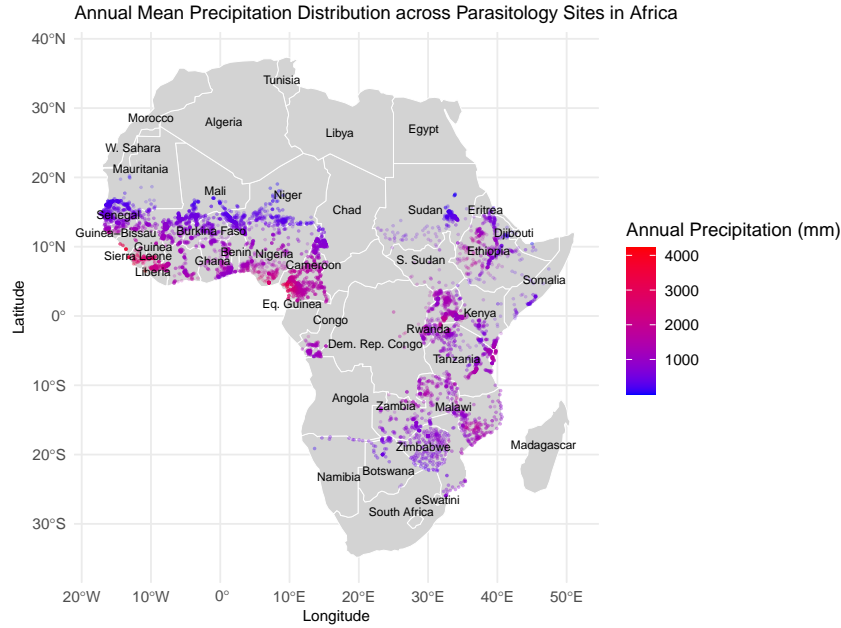 Annual Mean Precipitation Distribution across Parasitology Sites in Africa
40°N
30°N
20°N
10°N
0°
10°S
20°S
30°S
Latitude
Tunisia
Morocco
Algeria
Libya
Egypt
W. Sahara
Mauritania
Mali
Niger
Chad
Sudan
Eritrea
Senegal
Burkina Faso
Djibouti
Guinea-Bissau
Guinea
Sierra Leone
Liberia
Ghana
Benin
Nigeria
Cameroon
S. Sudan
Ethiopia
Somalia
Eq. Guinea
Congo
Kenya
Rwanda
Dem. Rep. Congo
Tanzania
Angola
Zambia
Malawi
Zimbabwe
Madagascar
Namibia
Botswana
eSwatini
South Africa
20°W
10°W
0°
10°E
20°E
30°E
40°E
50°E
Longitude
Annual Precipitation (mm)
4000
3000
2000
1000